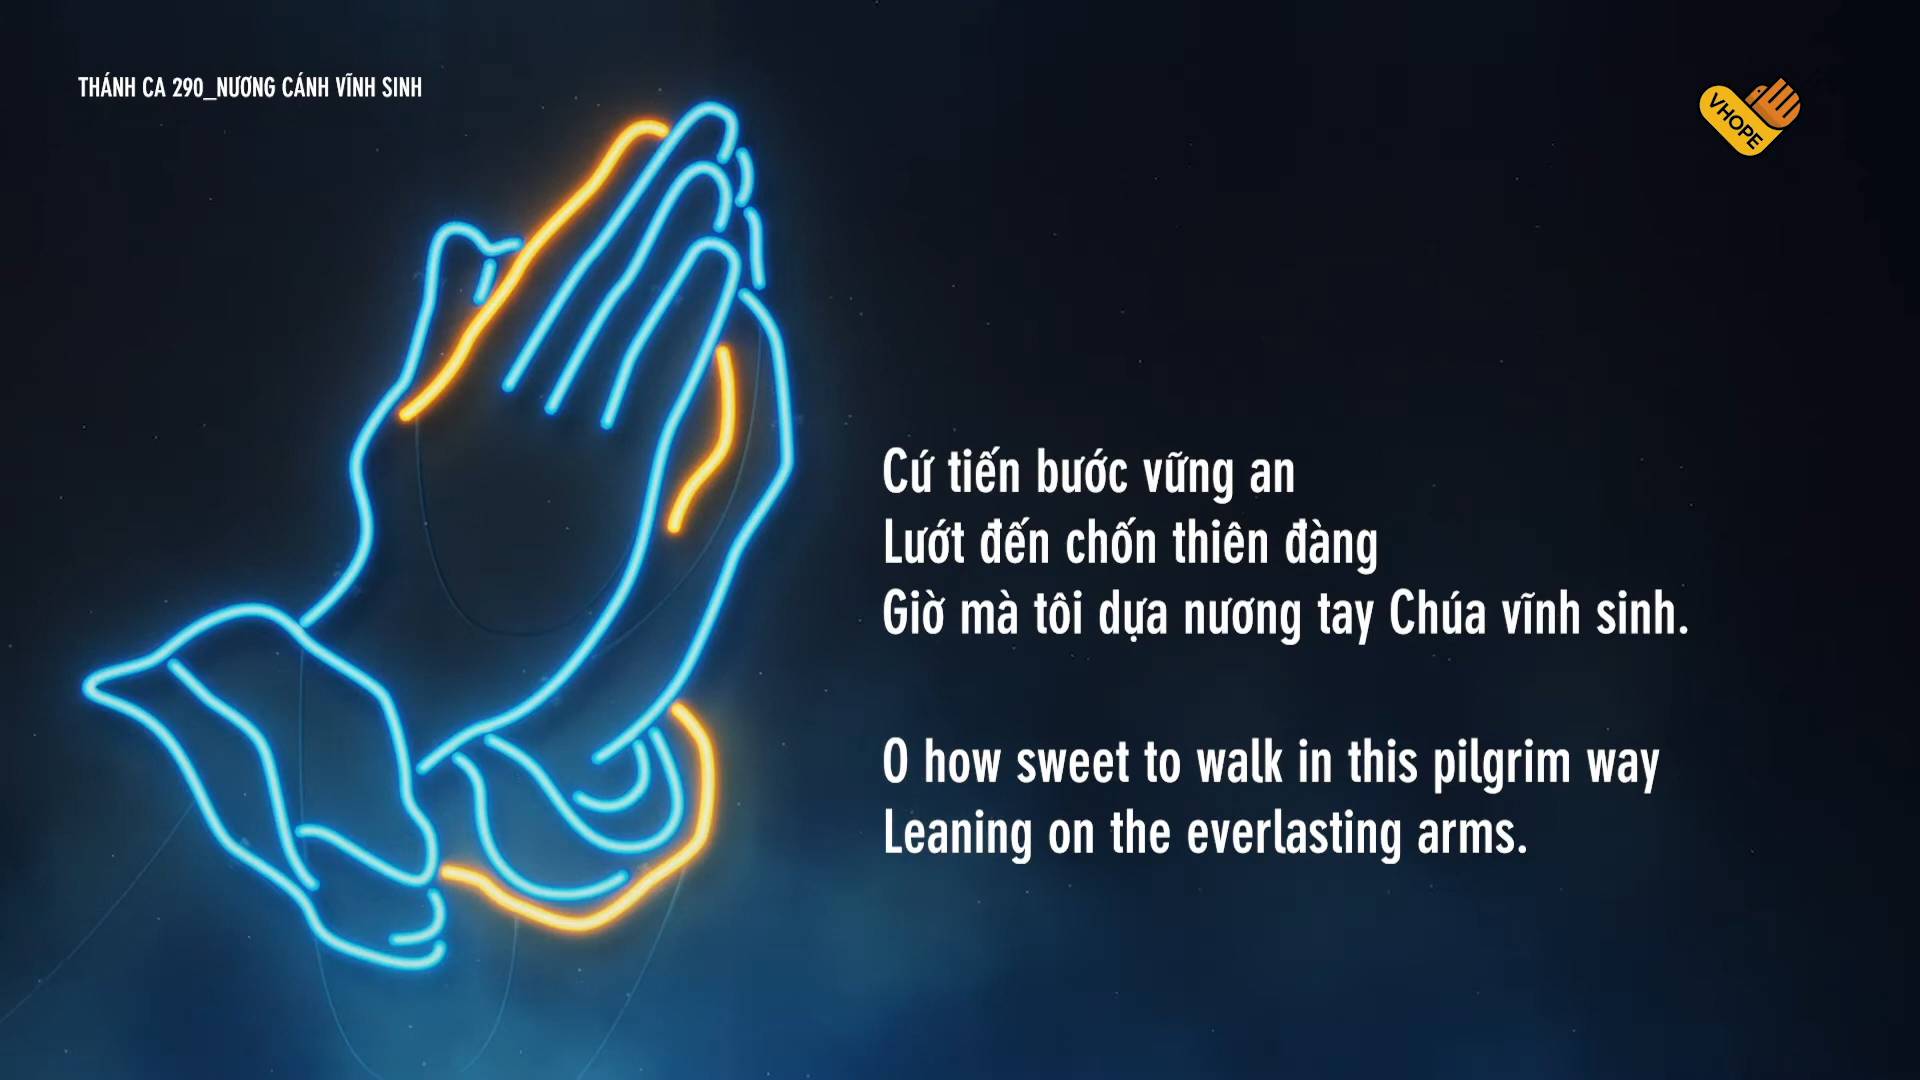 THÁNH CA 290_NƯƠNG CÁNH VĨNH SINH
VHOPE
Cứ tiến bước vững an
Lướt đến chốn thiên đàng
Giờ mà tôi dựa nương tay Chúa vĩnh sinh.
O how sweet to walk in this pilgrim way
Leaning on the everlasting arms.